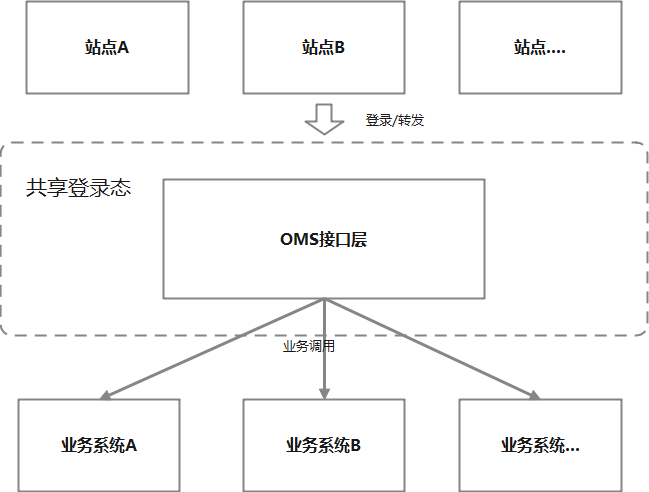 站点A
站点B
站点....
登录/转发
共享登录态
OMS接口层
业务调用
业务系统A
业务系统B
业务系统...